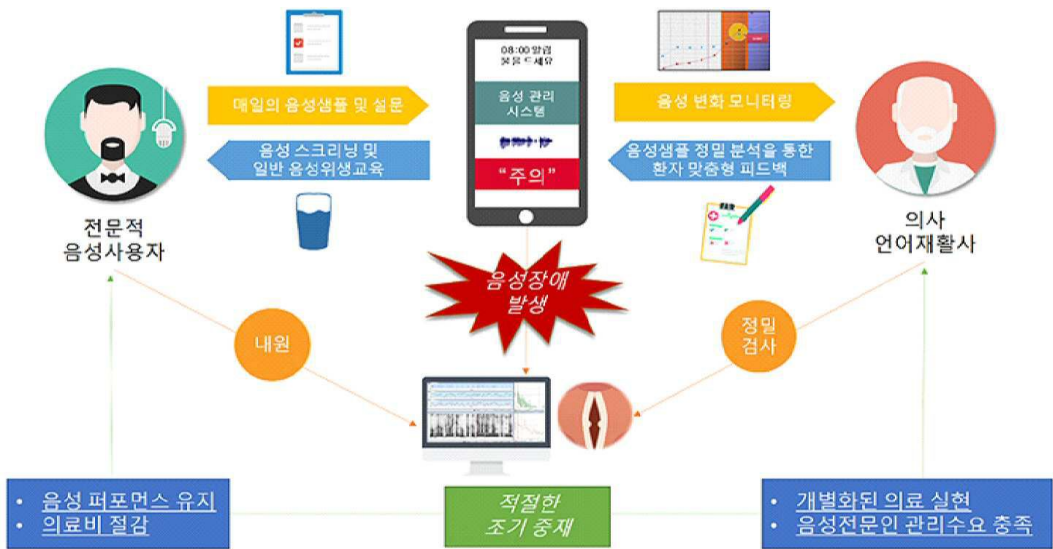 08:00 알림
물을 드세요
음성 관리
시스템
"주의"
매일의 음성샘플 및 설문
음성 스크리닝 및
일반 음성위생교육
음성 변화 모니터링
음성샘플 정밀 분석을 통한
환자 맞춤형 피드백
전문적
음성사용자
의사
언어재활사
음성장애
발생
내원
정밀
검사
• 음성 퍼포먼스 유지
• 의료비 절감
적절한
조기 중재
• 개별화된 의료 실현
• 음성전문인 관리수요 충족